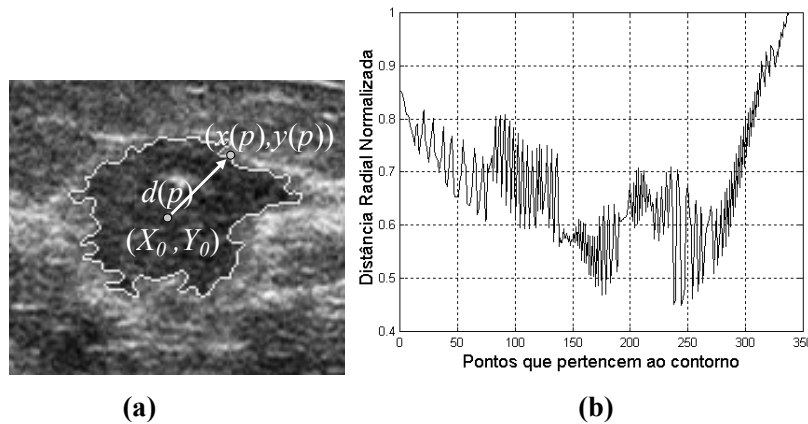 (x(p),y(p))
d(p)
(X₀ ,Y₀)
(a)
Distância Radial Normalizada
1
0.9
0.8
0.7
0.6
0.5
0.4
0
50
100
150
200
250
300
350
Pontos que pertencem ao contorno
(b)